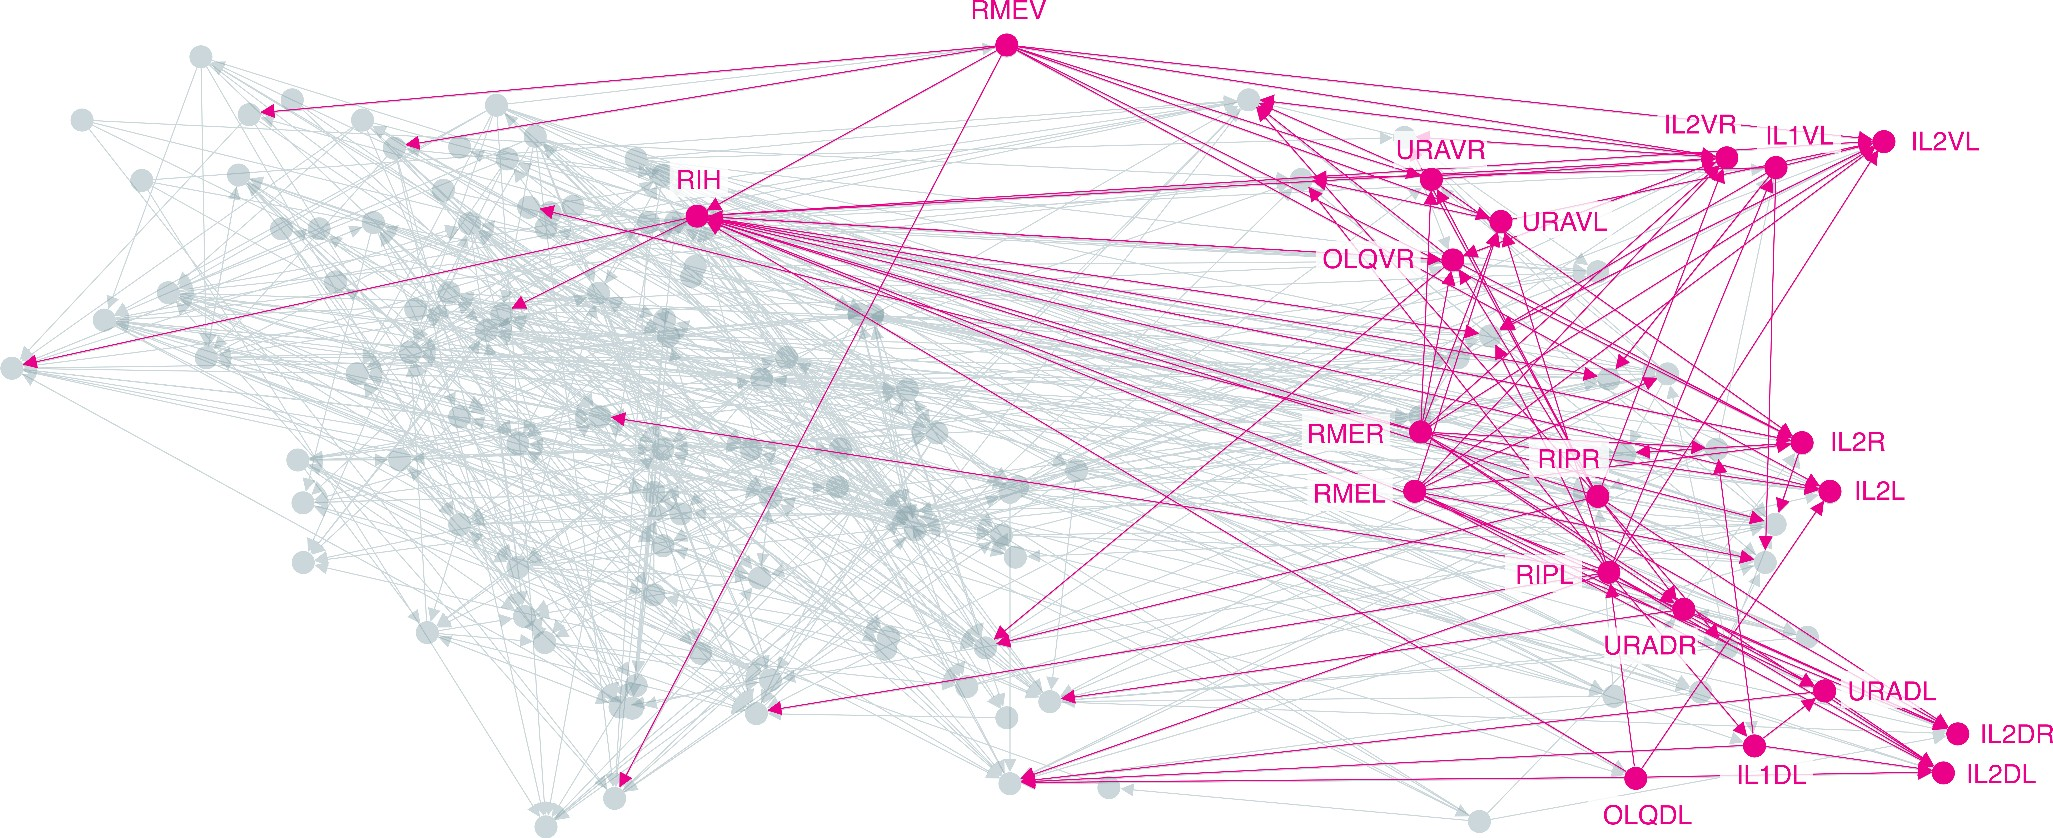 RMEV
IL2VR
IL1VL
IL2VL
URAVR
RIH
URAVL
OLQVR
RMER
IL2R
RIPR
RMEL
IL2L
RIPL
URADR
URADL
IL2DR
IL1DL
IL2DL
OLQDL